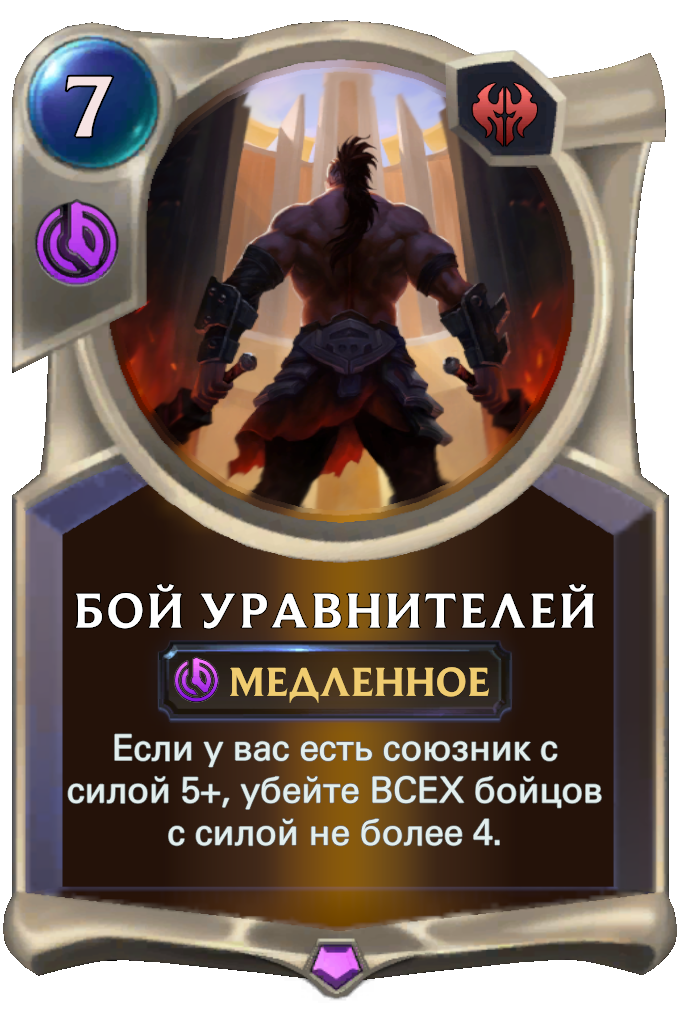 7
БОЙ УРАВНИТЕЛЕЙ
МЕДЛЕННОЕ
Если у вас есть союзник с
силой 5+, убейте ВСЕХ бойцов
с силой не более 4.